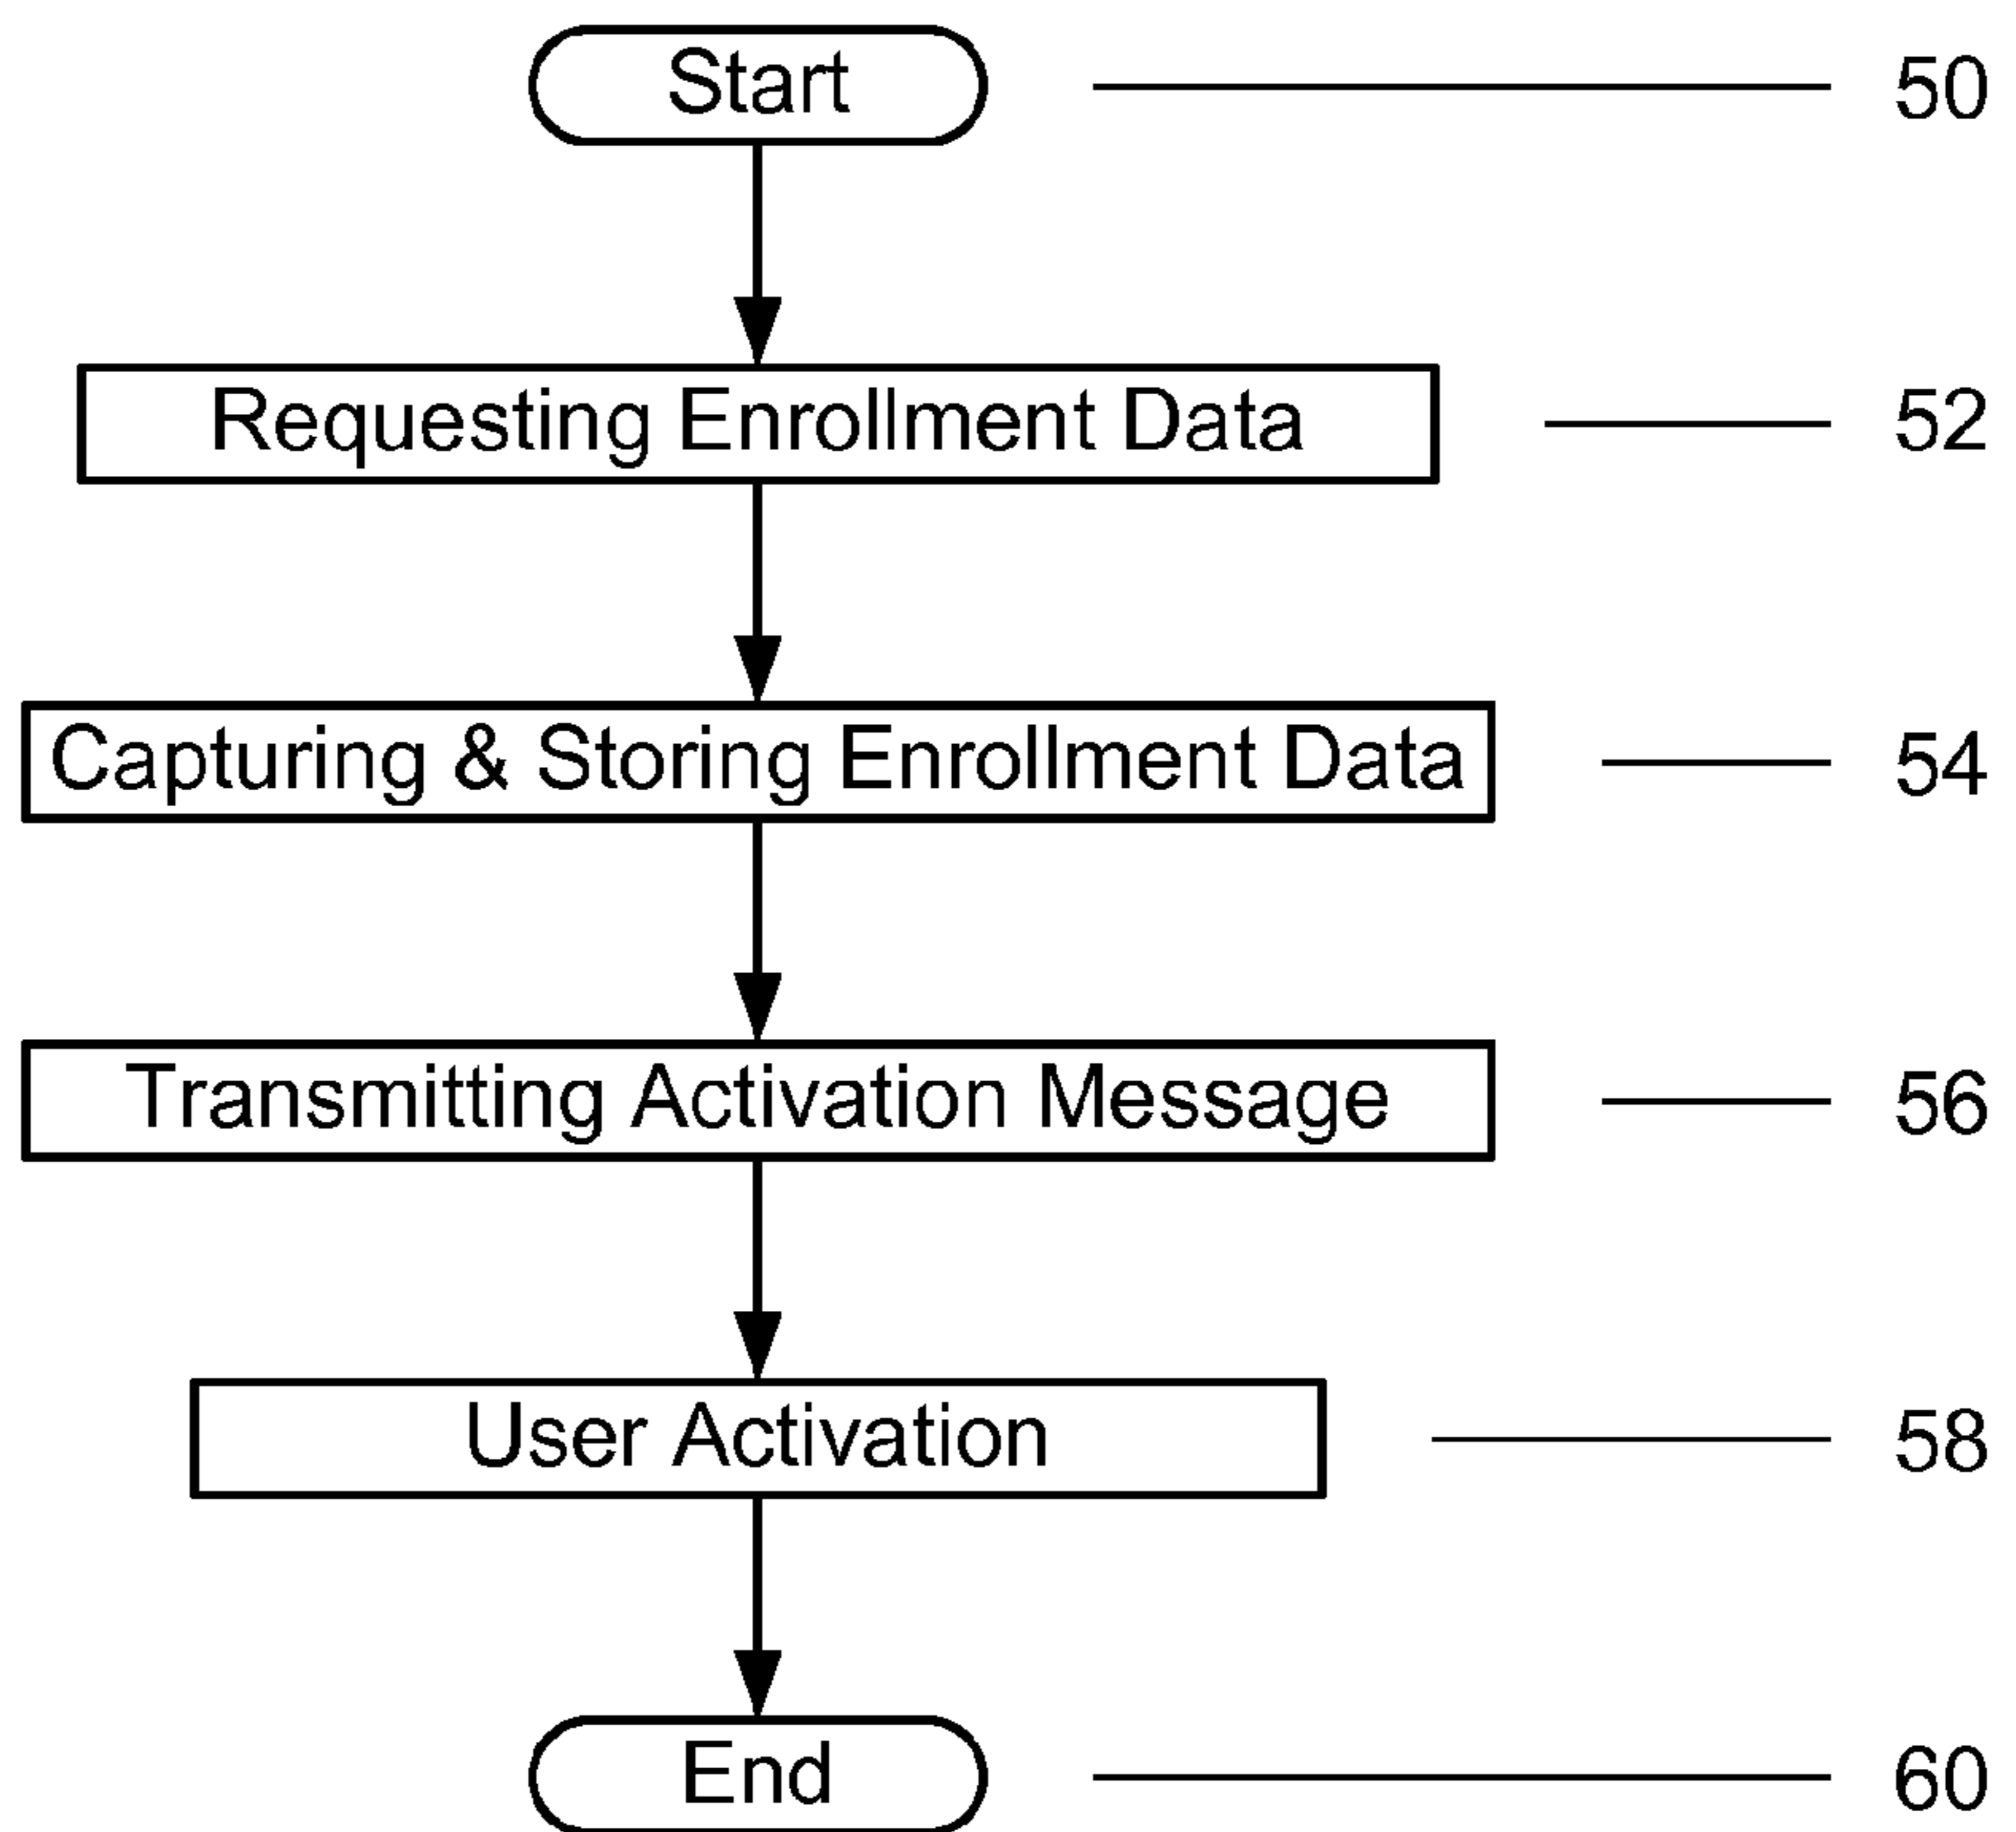 Start 50
Requesting Enrollment Data 52
Capturing & Storing Enrollment Data 54
Transmitting Activation Message 56
User Activation 58
End 60